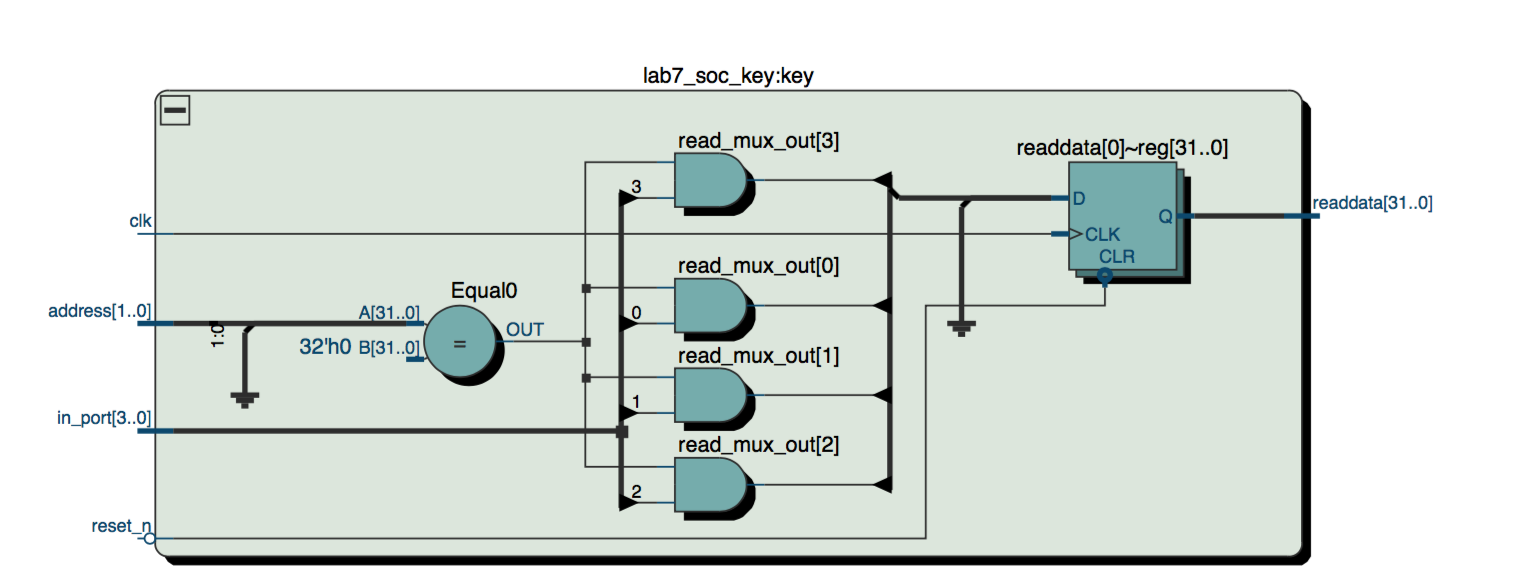 lab7_soc_key:key
read_mux_out[3]
readdata[0]~reg[31..0]
3
D
readdata[31..0]
Q
clk
CLK
CLR
read_mux_out[0]
Equal0
address[1..0]
1:0
A[31..0]
0
OUT
32'h0 B[31..0]
=
read_mux_out[1]
1
in_port[3..0]
read_mux_out[2]
2
reset_n